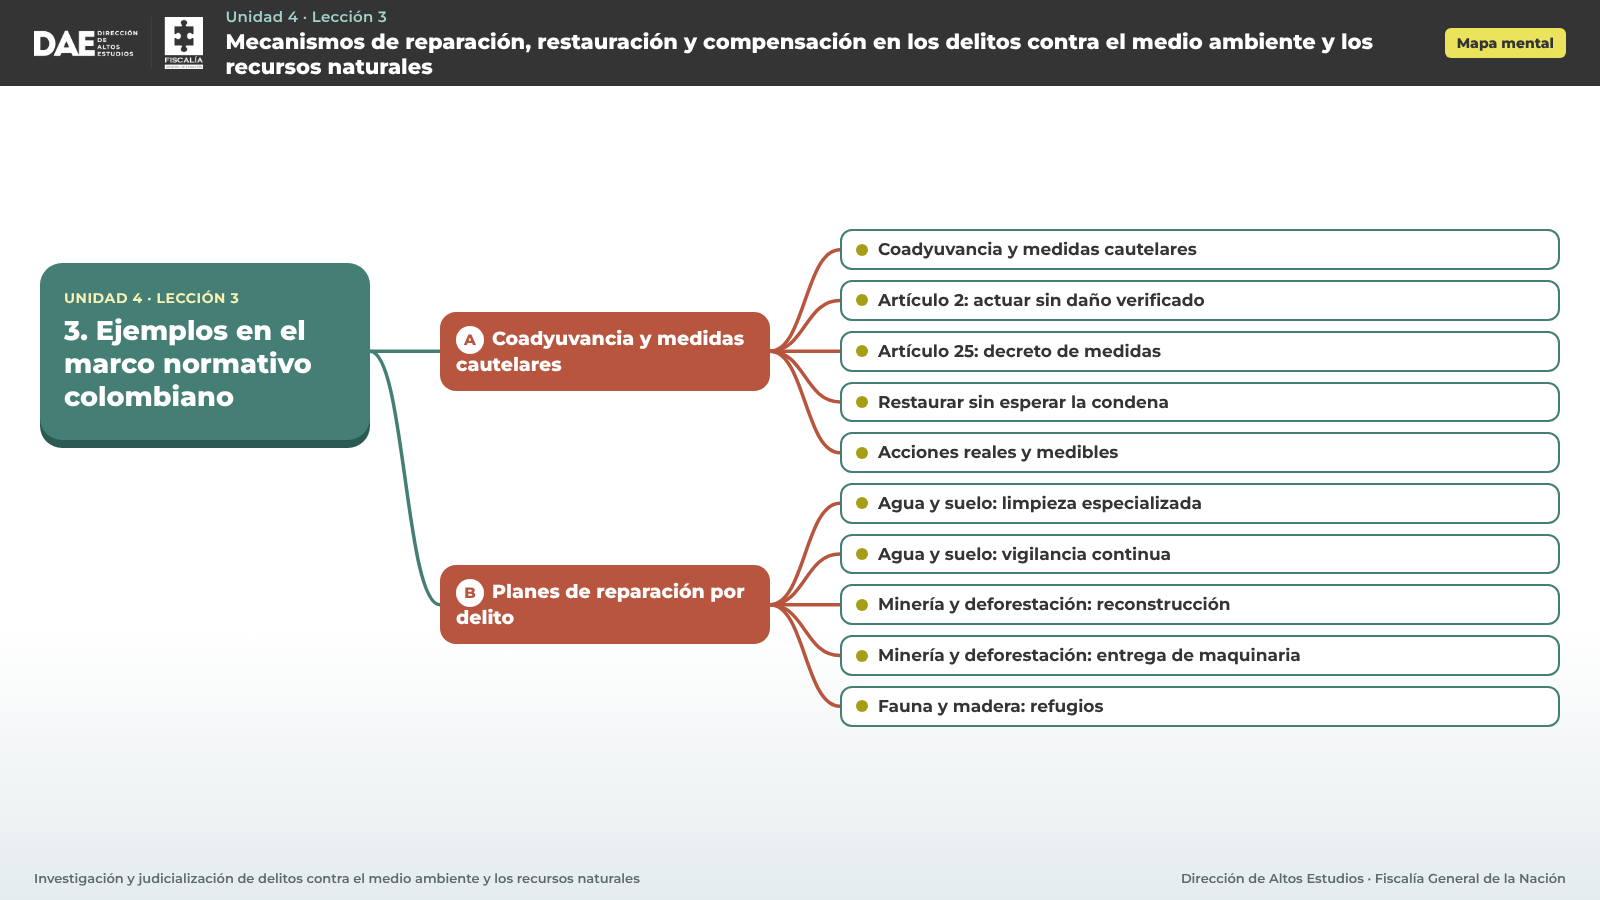 DAE DIRECCIÓN
DE
ALTOS
ESTUDIOS
FISCALÍA
Unidad 4 · Lección 3
Mecanismos de reparación, restauración y compensación en los delitos contra el medio ambiente y los
recursos naturales
Mapa mental
UNIDAD 4 · LECCIÓN 3
3. Ejemplos en el
marco normativo
colombiano
A Coadyuvancia y medidas
cautelares
Coadyuvancia y medidas cautelares
Artículo 2: actuar sin daño verificado
Artículo 25: decreto de medidas
Restaurar sin esperar la condena
Acciones reales y medibles
B Planes de reparación por
delito
Agua y suelo: limpieza especializada
Agua y suelo: vigilancia continua
Minería y deforestación: reconstrucción
Minería y deforestación: entrega de maquinaria
Fauna y madera: refugios
Investigación y judicialización de delitos contra el medio ambiente y los recursos naturales
Dirección de Altos Estudios · Fiscalía General de la Nación